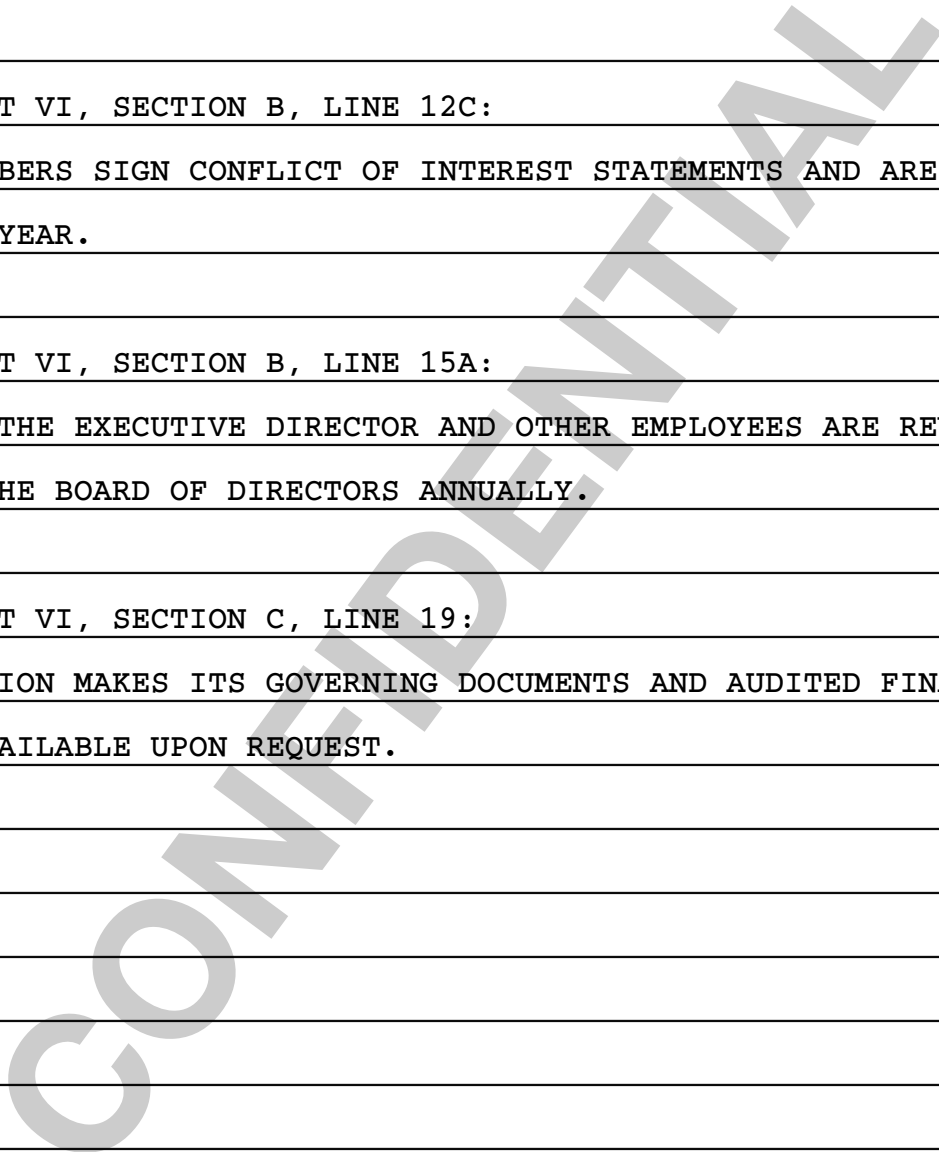 T VI, SECTION B, LINE 12C:
BERS SIGN CONFLICT OF INTEREST STATEMENTS AND ARE
YEAR.
T VI, SECTION B, LINE 15A:
THE EXECUTIVE DIRECTOR AND OTHER EMPLOYEES ARE RE
HE BOARD OF DIRECTORS ANNUALLY.
T VI, SECTION C, LINE 19:
ION MAKES ITS GOVERNING DOCUMENTS AND AUDITED FIN
AILABLE UPON REQUEST.
CONFIDENTIAL